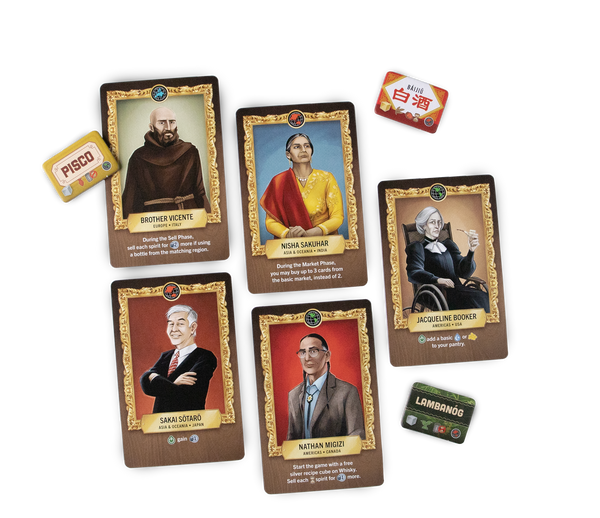 PISCO
BROTHER VICENTE
EUROPE • ITALY
During the Sell Phase,
sell each spirit for more if using
a bottle from the matching region.
NISHA SAKUHAR
ASIA & OCEANIA • INDIA
During the Market Phase,
you may buy up to 3 cards from
the basic market, instead of 2.
BÁIJIǓ
白酒
JACQUELINE BOOKER
AMERICAS • USA
add a basic or
to your pantry.
SAKAI SŌTARŌ
ASIA & OCEANIA • JAPAN
gain
NATHAN MIGIZI
AMERICAS • CANADA
Start the game with a free
silver recipe cube on Whisky.
Sell each spirit for more.
LAMBANÓG